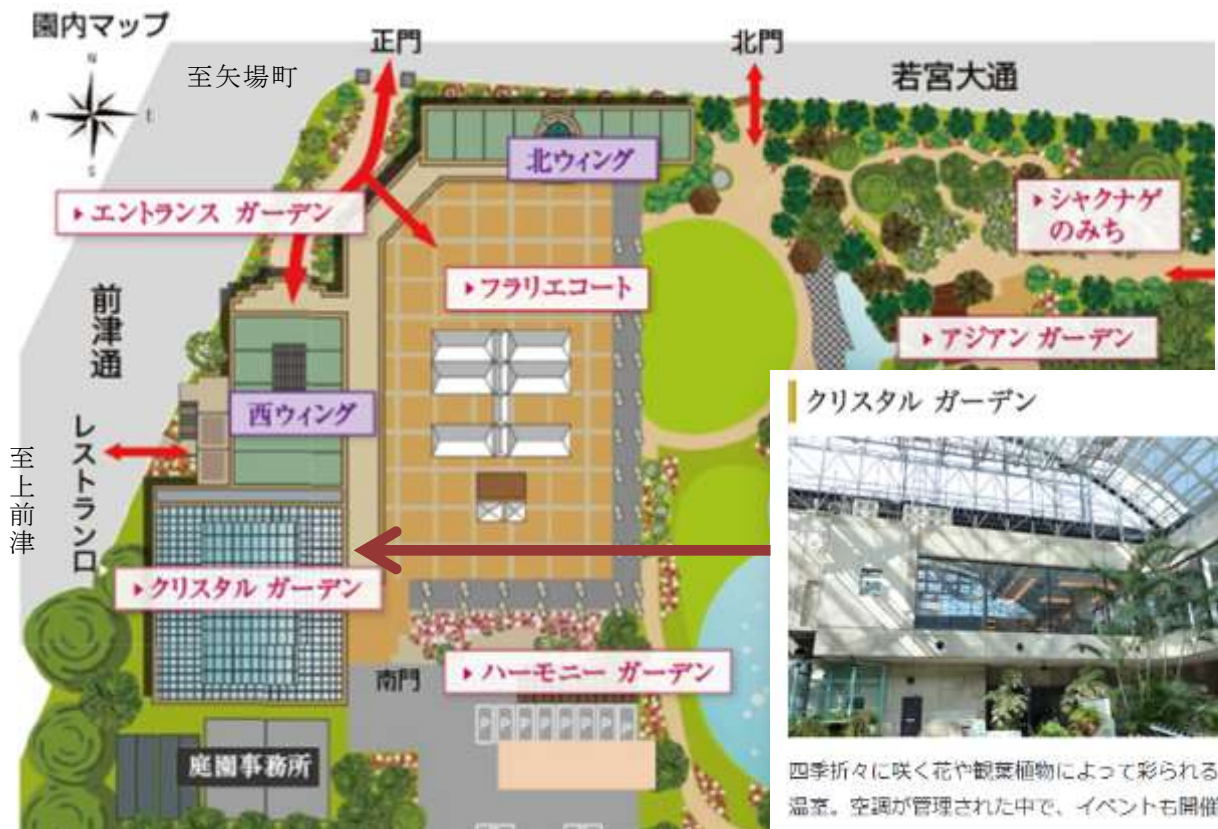 園内マップ
N
W
E
S
至矢場町
正門
北門
若宮大通
北ウィング
エントランス ガーデン
シャクナゲ
のみち
フラリエコート
前津通
アジアン ガーデン
西ウィング
レストラン口
至上前津
クリスタル ガーデン
クリスタル ガーデン
ハーモニー ガーデン
南門
庭園事務所
四季折々に咲く花や観葉植物によって彩られる
温室。空調が管理された中で、イベントも開催